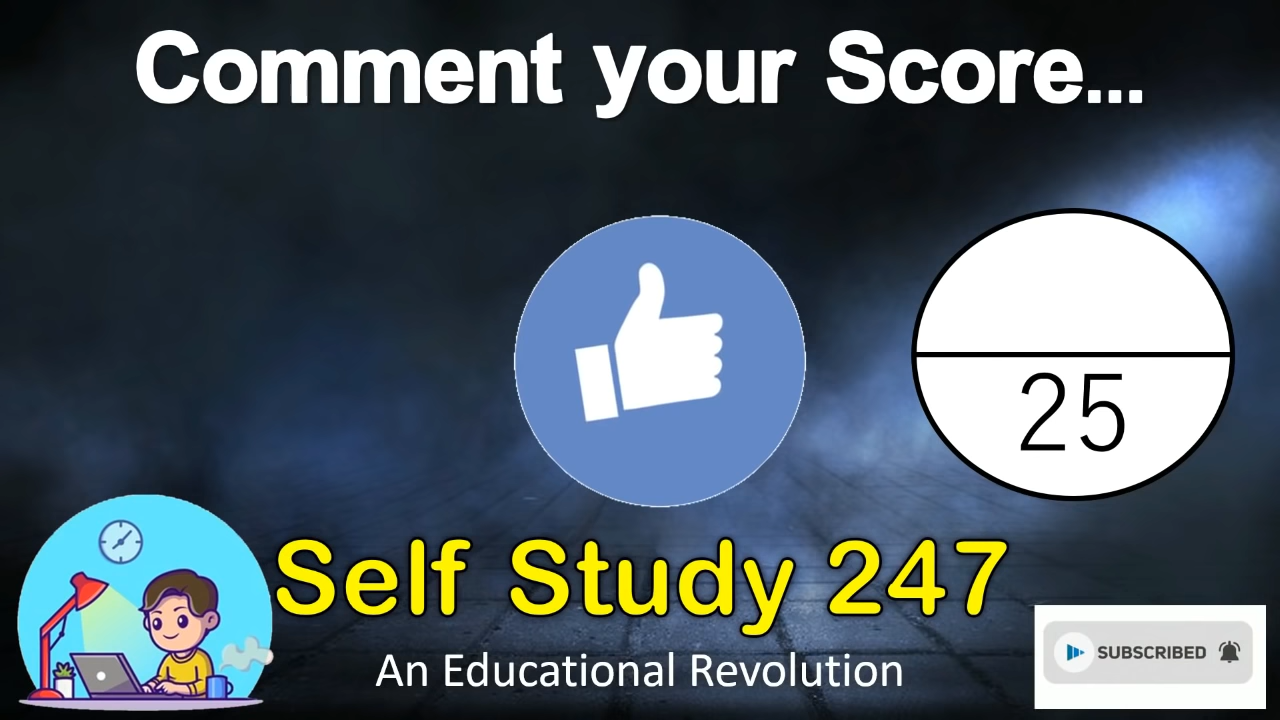 Comment your Score...
25
Self Study 247
An Educational Revolution
SUBSCRIBED